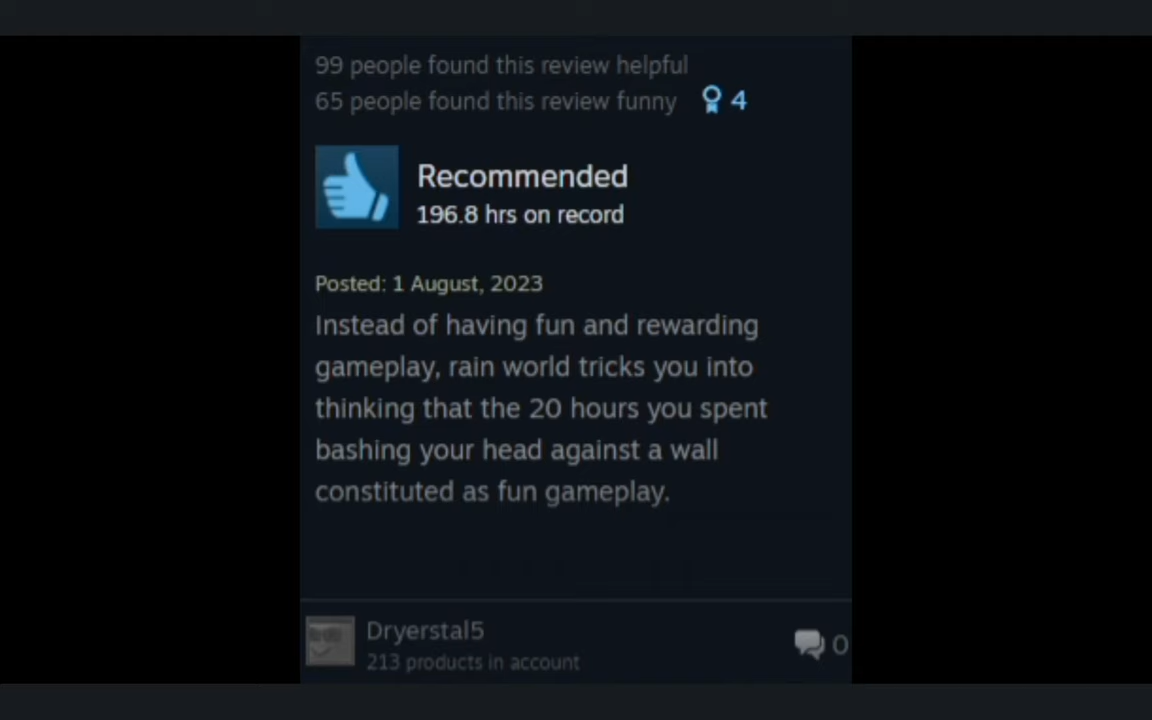 99 people found this review helpful
65 people found this review funny 4
Recommended
196.8 hrs on record
Posted: 1 August, 2023
Instead of having fun and rewarding
gameplay, rain world tricks you into
thinking that the 20 hours you spent
bashing your head against a wall
constituted as fun gameplay.
Dryerstal5
0
213 products in account